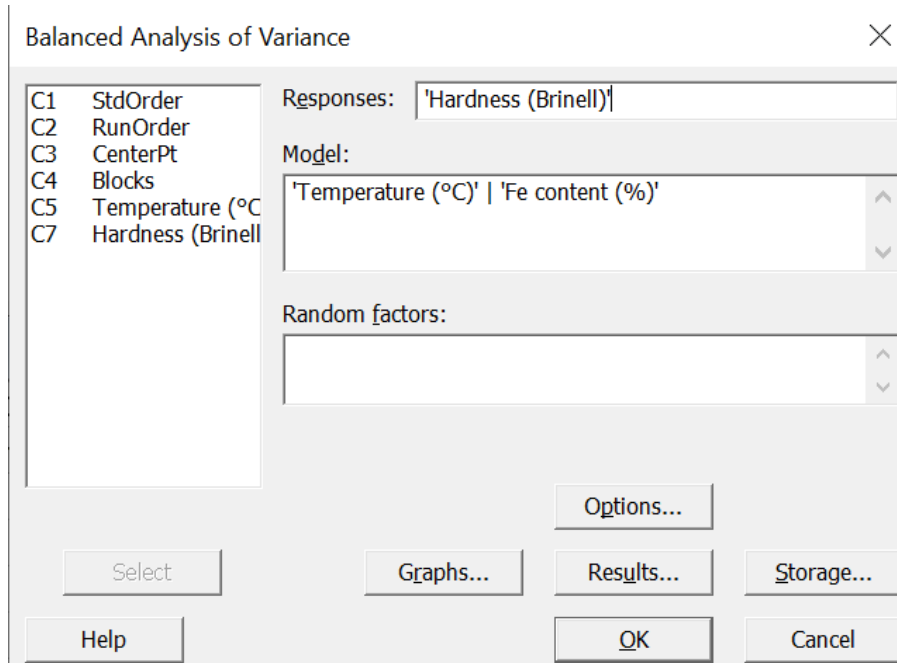 Balanced Analysis of Variance
C1 StdOrder
C2 RunOrder
C3 CenterPt
C4 Blocks
C5 Temperature (°C
C7 Hardness (Brinell
Responses: 'Hardness (Brinell)'
Model:
'Temperature (°C)' | 'Fe content (%)'
Random factors:
Options...
Select Graphs... Results... Storage...
Help OK Cancel